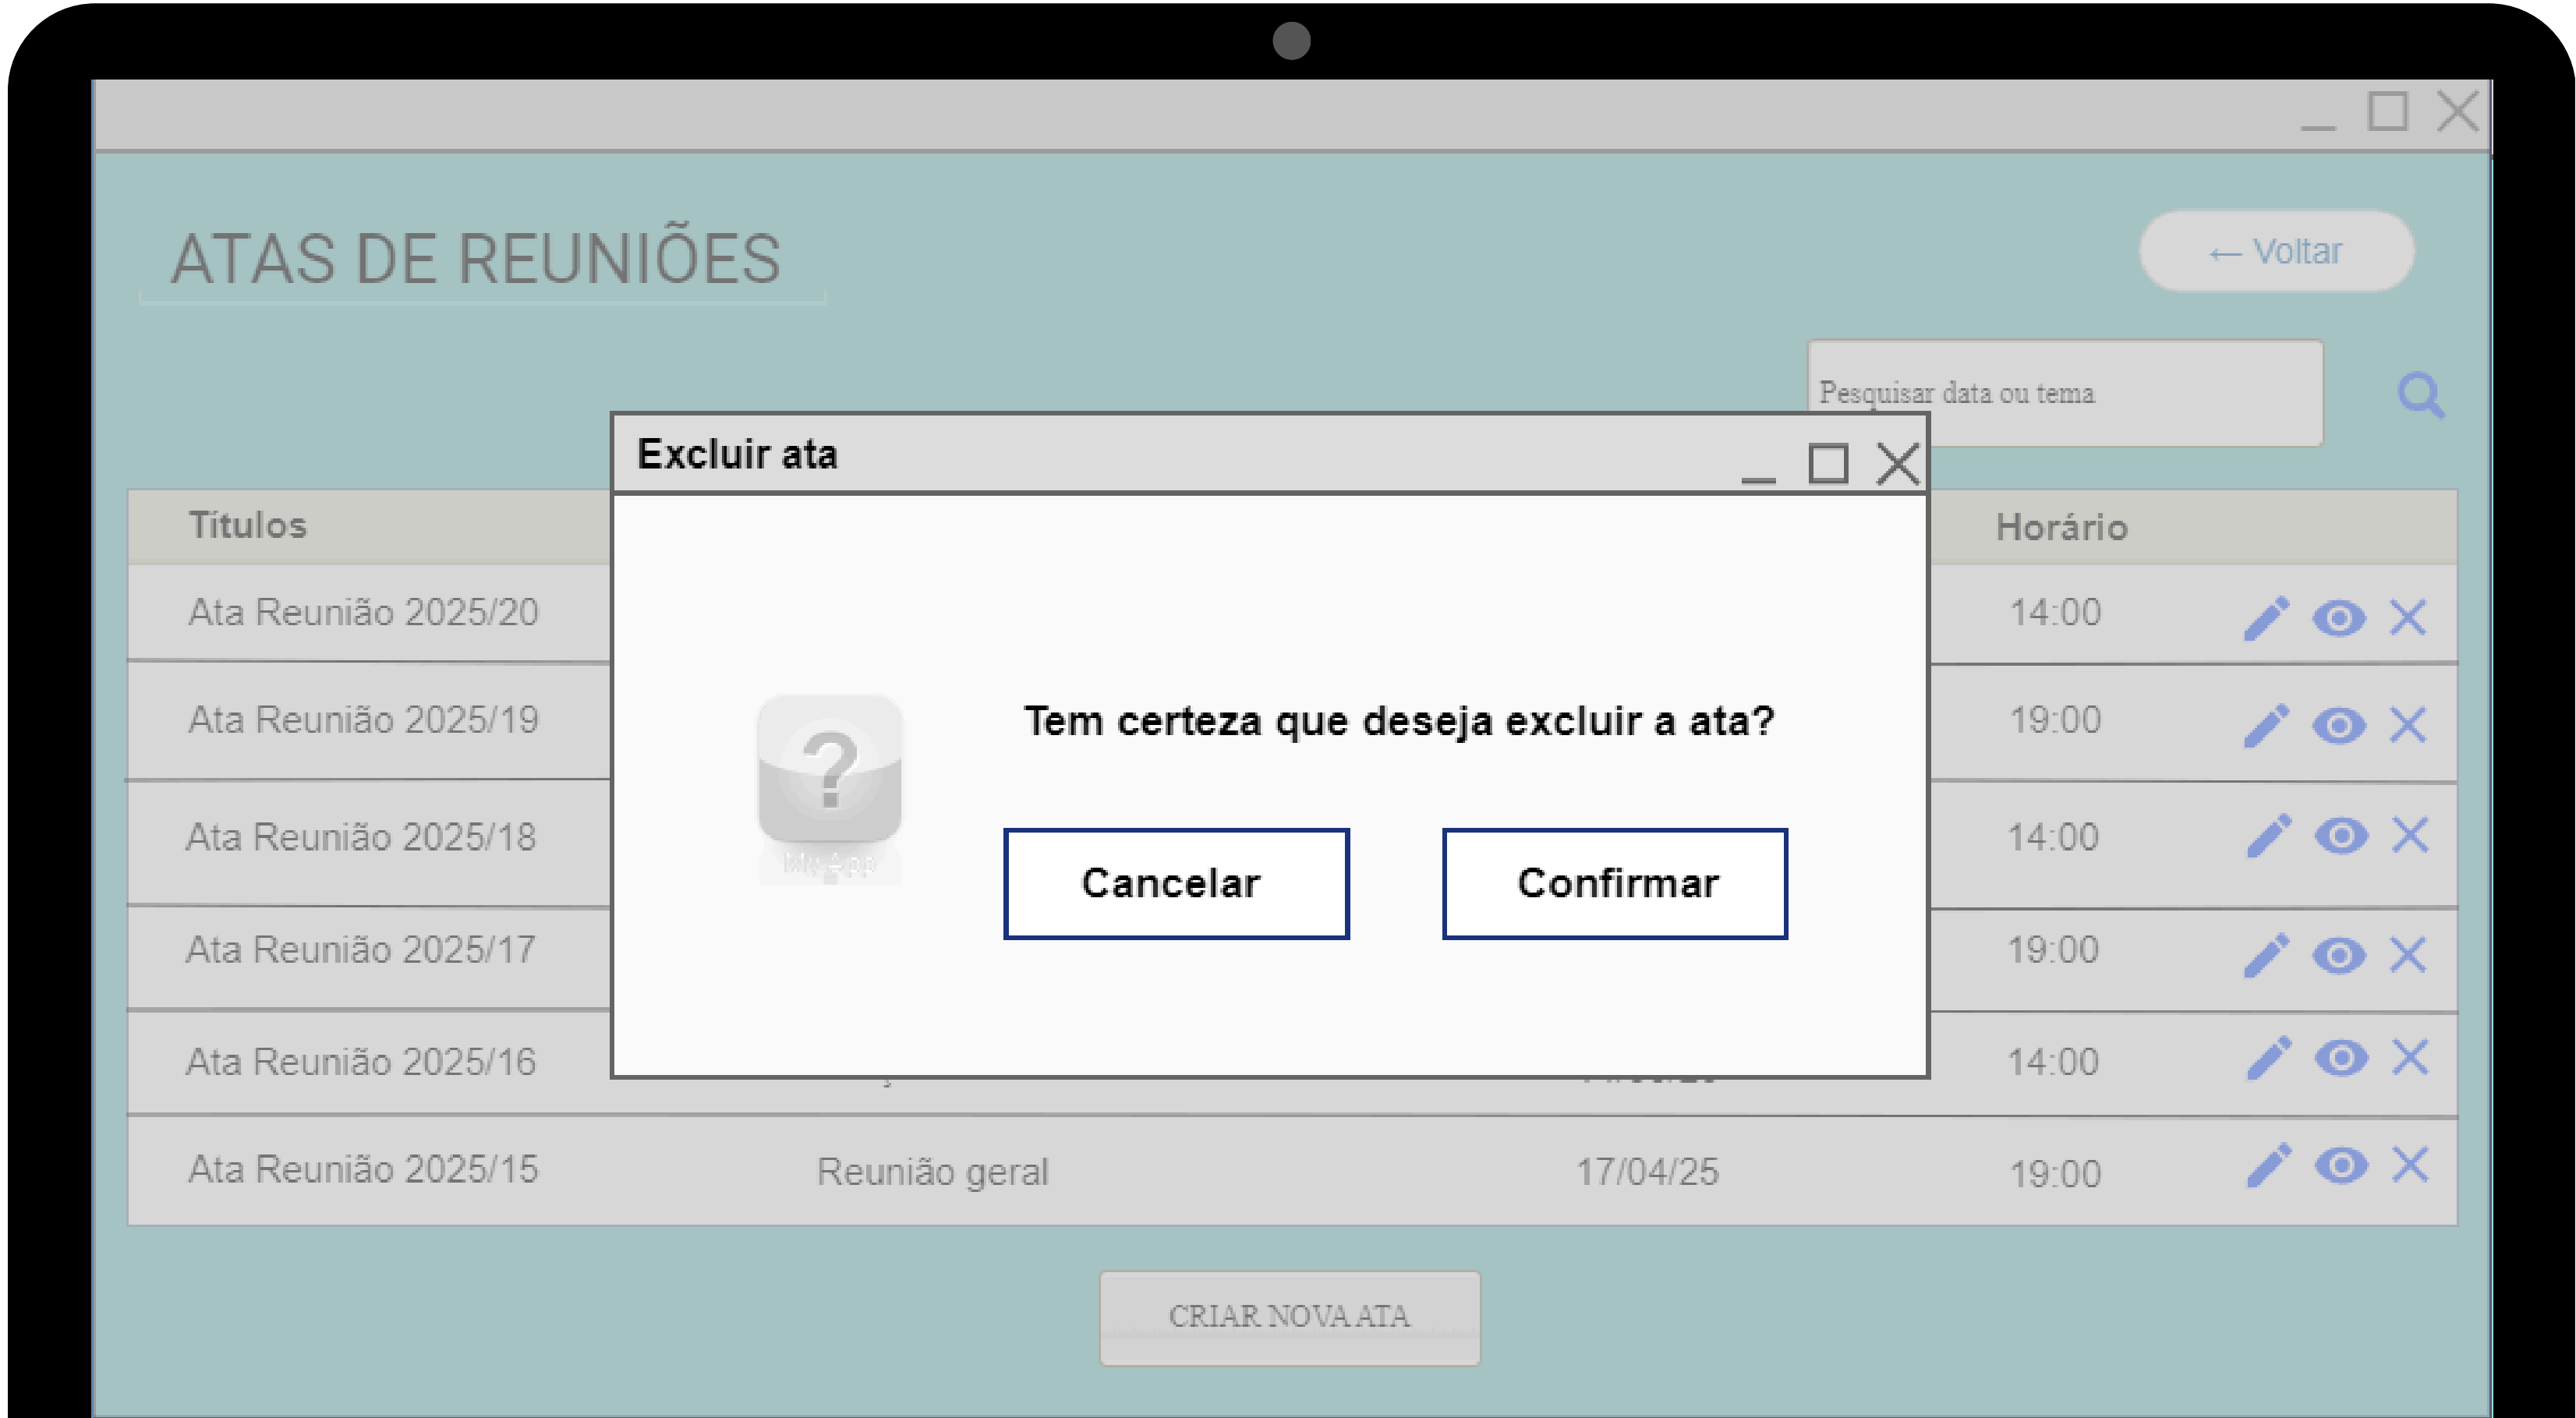 ATAS DE REUNIÕES
← Voltar
Pesquisar data ou tema
Excluir ata
Títulos Horário
Ata Reunião 2025/20 14:00
Ata Reunião 2025/19 19:00
Tem certeza que deseja excluir a ata?
Ata Reunião 2025/18 14:00
My App
Cancelar Confirmar
Ata Reunião 2025/17 19:00
Ata Reunião 2025/16 14:00
Ata Reunião 2025/15 Reunião geral 17/04/25 19:00
CRIAR NOVA ATA